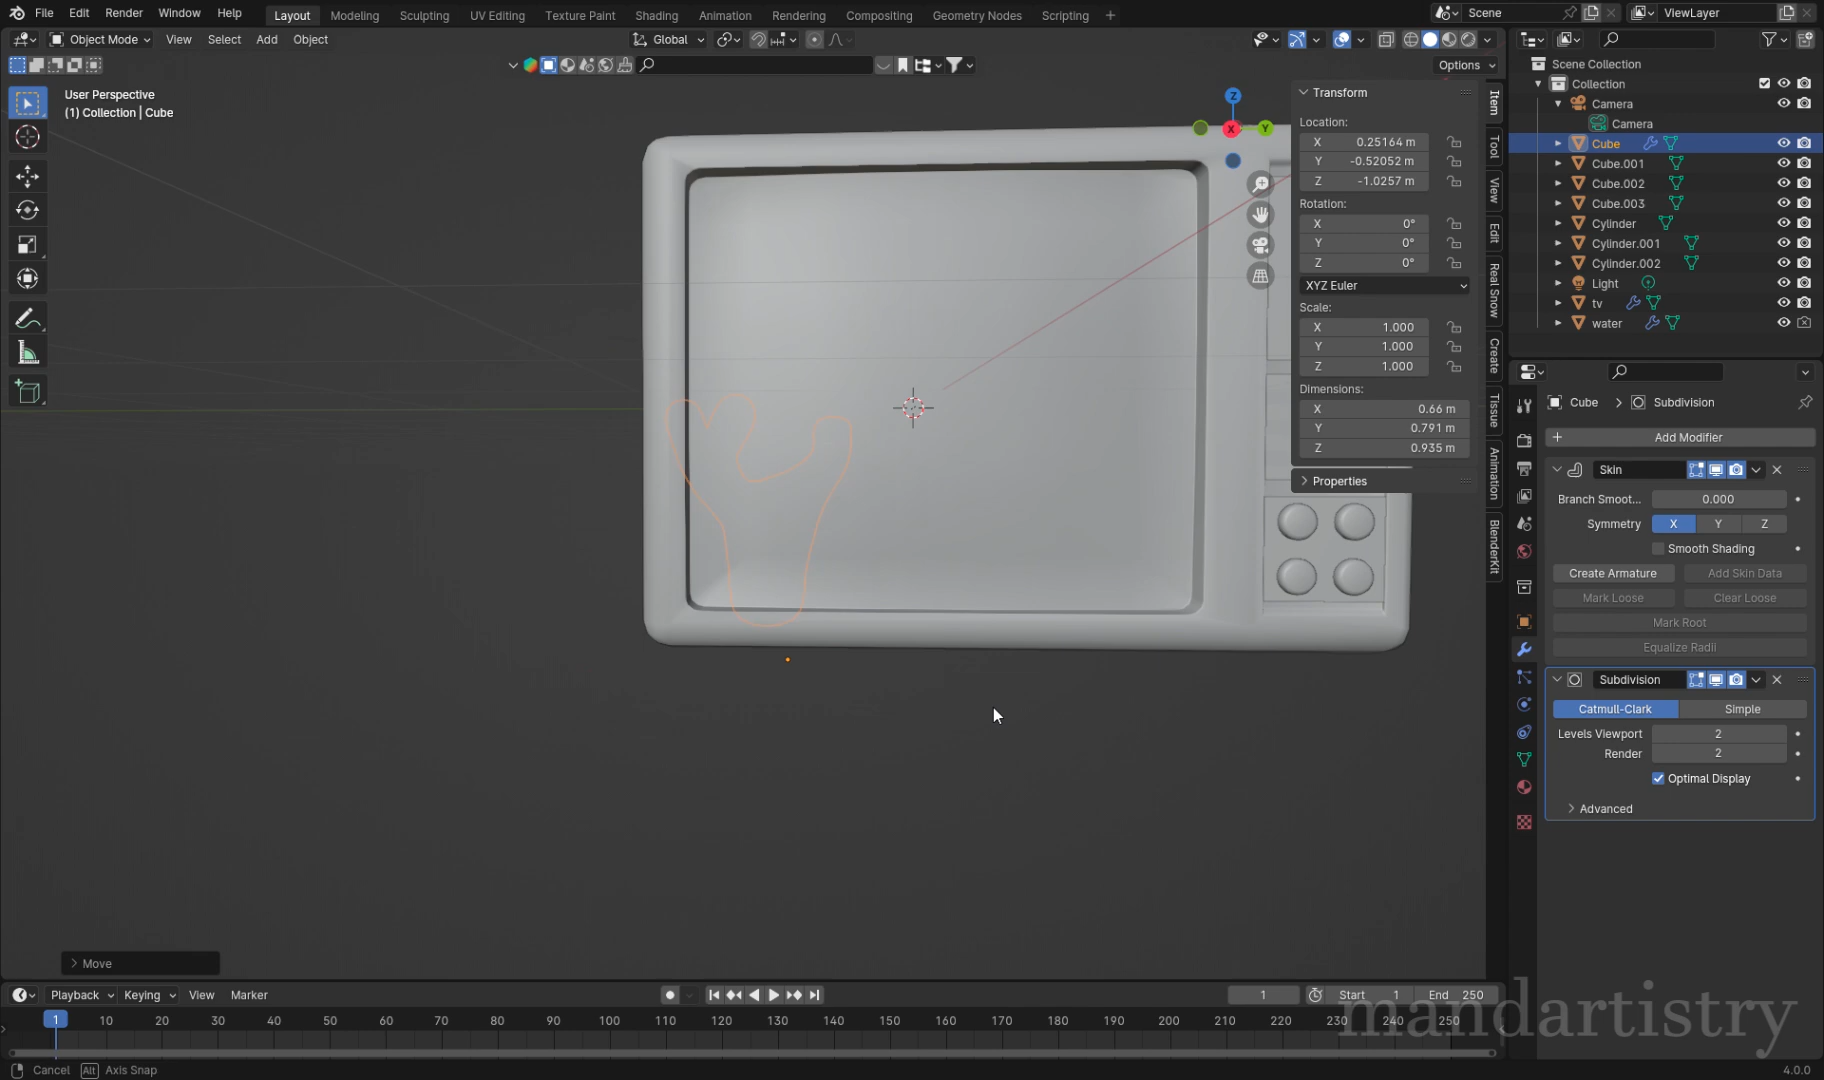 File Edit Render Window Help Layout Modeling Sculpting UV Editing Texture Paint Shading Animation Rendering Compositing Geometry Nodes Scripting + Scene ViewLayer
Object Mode View Select Add Object Global
Options
User Perspective
(1) Collection | Cube
Z
X
Y
Transform
Location:
X 0.25164 m
Y -0.52052 m
Z -1.0257 m
Rotation:
X 0°
Y 0°
Z 0°
XYZ Euler
Scale:
X 1.000
Y 1.000
Z 1.000
Dimensions:
X 0.66 m
Y 0.791 m
Z 0.935 m
Properties
Item
Tool
View
Edit
Real Snow
Create
Tissue
Animation
BlenderKit
Scene Collection
Collection
Camera
Camera
Cube
Cube.001
Cube.002
Cube.003
Cylinder
Cylinder.001
Cylinder.002
Light
tv
water
Cube > Subdivision
+ Add Modifier
Skin
Branch Smoot... 0.000
Symmetry X Y Z
Smooth Shading
Create Armature Add Skin Data
Mark Loose Clear Loose
Mark Root
Equalize Radii
Subdivision
Catmull-Clark Simple
Levels Viewport 2
Render 2
Optimal Display
Advanced
> Move
Playback Keying View Marker 1 Start 1 End 250
1 10 20 30 40 50 60 70 80 90 100 110 120 130 140 150 160 170 180 190 200 210 220 230 240 250
mandartistry
Cancel Alt Axis Snap 4.0.0